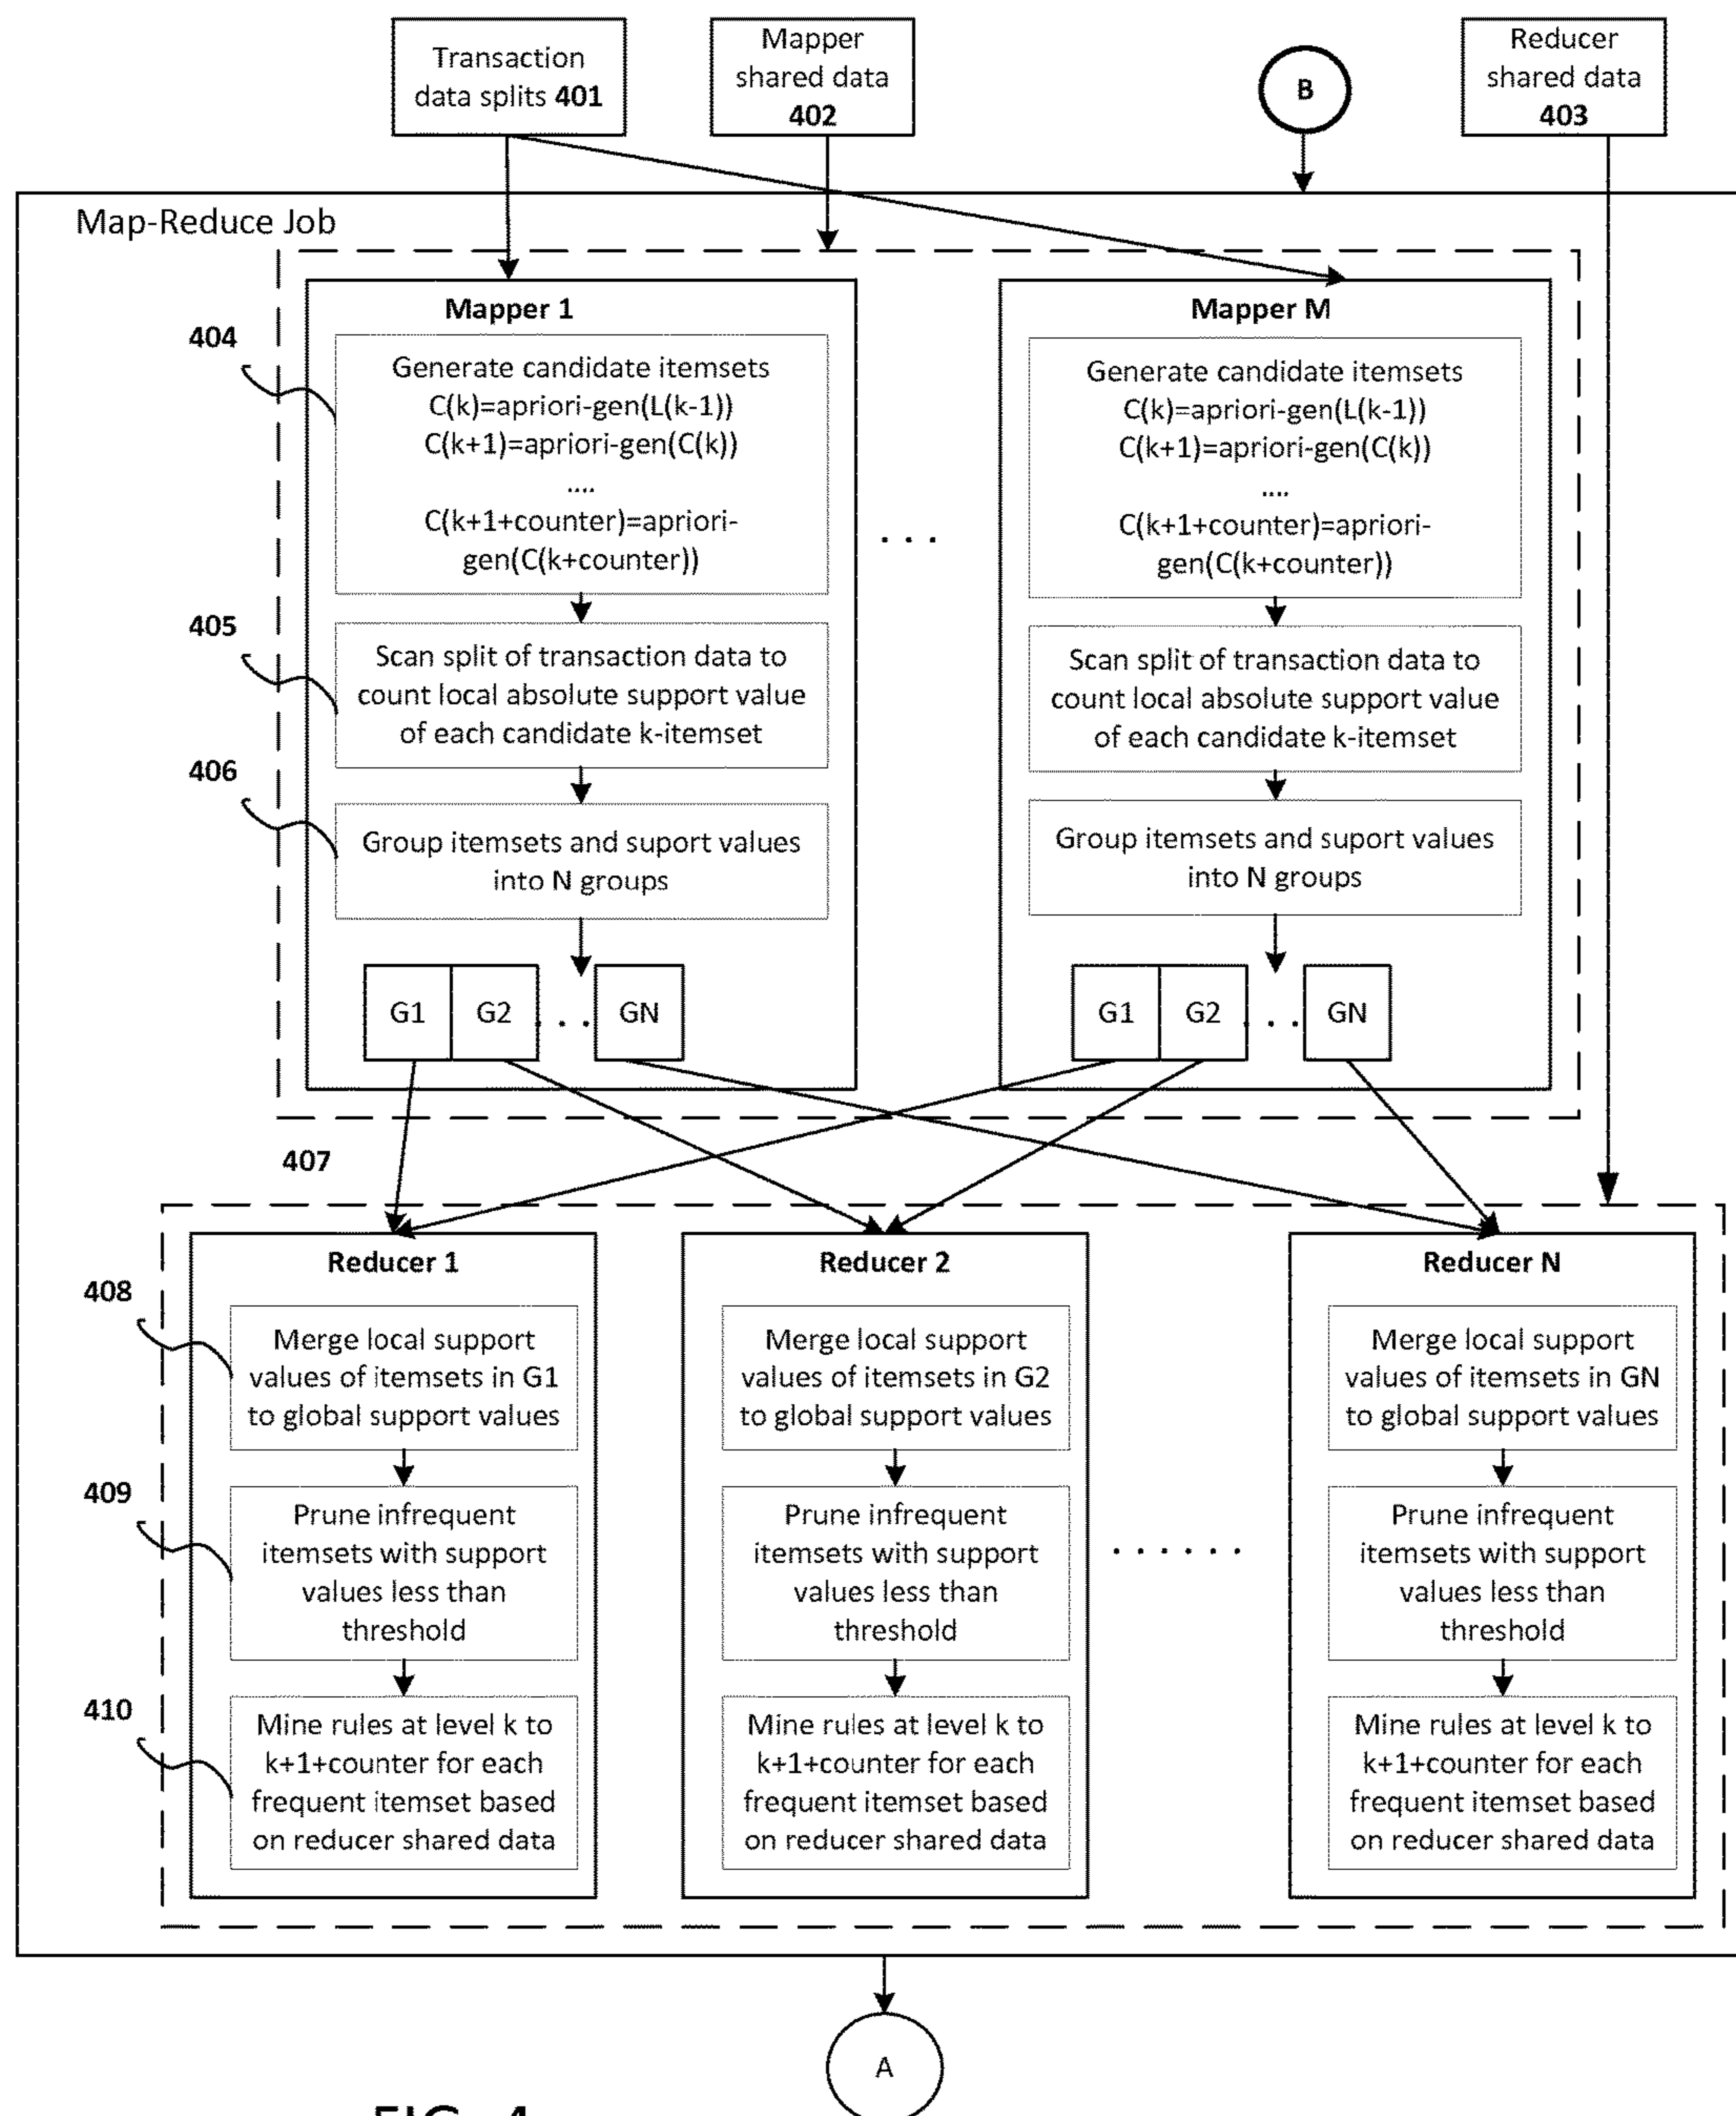 Transaction
data splits 401
Mapper
shared data
402
B
Reducer
shared data
403
Map-Reduce Job
Mapper 1
404
Generate candidate itemsets
C(k)=apriori-gen(L(k-1))
C(k+1)=apriori-gen(C(k))
....
C(k+1+counter)=apriori-
gen(C(k+counter))
405
Scan split of transaction data to
count local absolute support value
of each candidate k-itemset
406
Group itemsets and suport values
into N groups
G1
G2
. . .
GN
. . .
Mapper M
Generate candidate itemsets
C(k)=apriori-gen(L(k-1))
C(k+1)=apriori-gen(C(k))
....
C(k+1+counter)=apriori-
gen(C(k+counter))
Scan split of transaction data to
count local absolute support value
of each candidate k-itemset
Group itemsets and suport values
into N groups
G1
G2
. . .
GN
407
Reducer 1
408
Merge local support
values of itemsets in G1
to global support values
409
Prune infrequent
itemsets with support
values less than
threshold
410
Mine rules at level k to
k+1+counter for each
frequent itemset based
on reducer shared data
Reducer 2
Merge local support
values of itemsets in G2
to global support values
Prune infrequent
itemsets with support
values less than
threshold
Mine rules at level k to
k+1+counter for each
frequent itemset based
on reducer shared data
. . . . . .
Reducer N
Merge local support
values of itemsets in GN
to global support values
Prune infrequent
itemsets with support
values less than
threshold
Mine rules at level k to
k+1+counter for each
frequent itemset based
on reducer shared data
A
FIG. 4